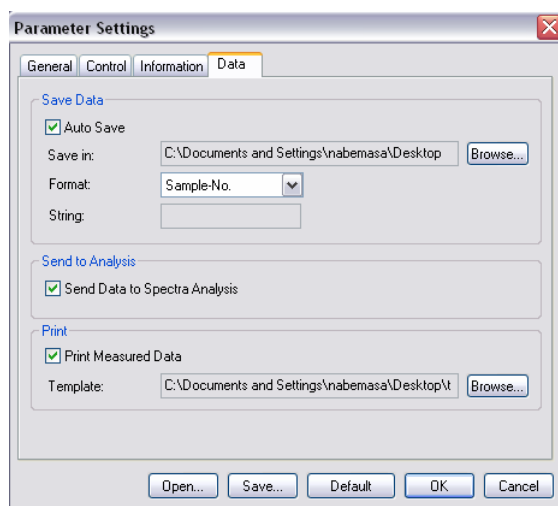 Parameter Settings
General Control Information Data
Save Data
Auto Save
Save in: C:\Documents and Settings\nabemasa\Desktop Browse...
Format: Sample-No.
String:
Send to Analysis
Send Data to Spectra Analysis
Print
Print Measured Data
Template: C:\Documents and Settings\nabemasa\Desktop\t Browse...
Open... Save... Default OK Cancel